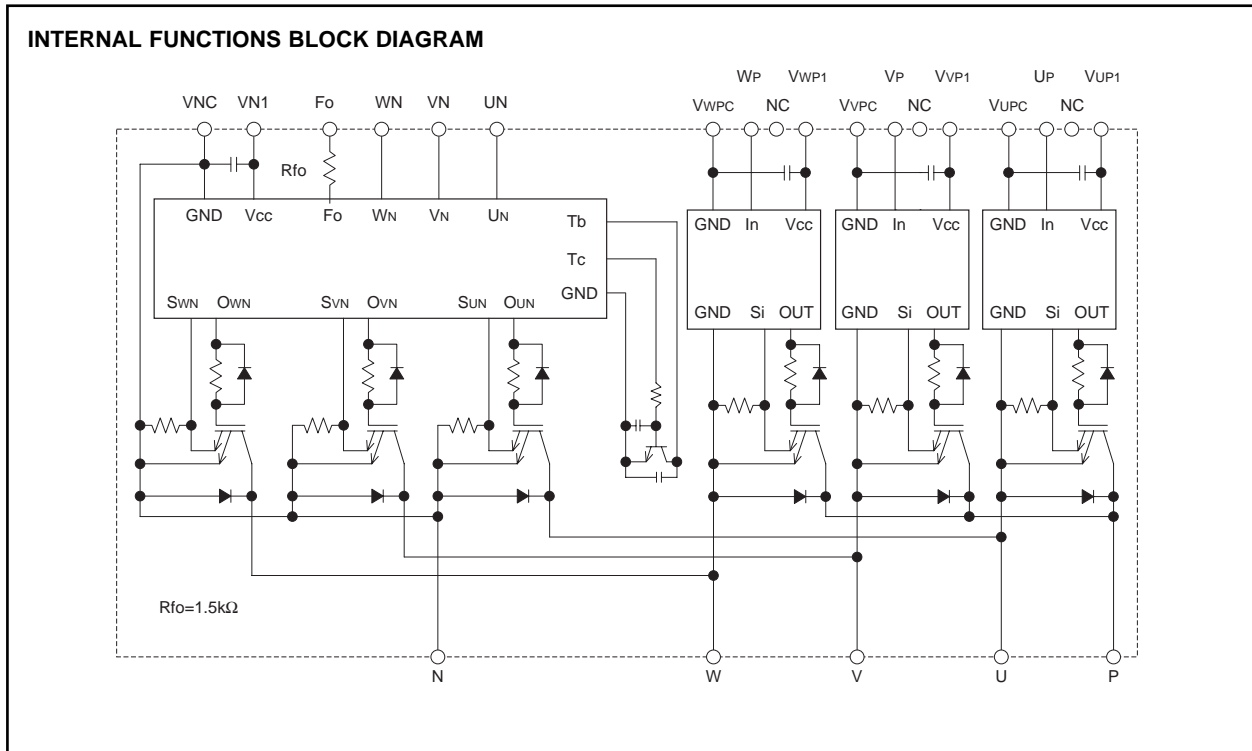 INTERNAL FUNCTIONS BLOCK DIAGRAM
WP VWP1 VP VVP1 UP VUP1
VNC VN1 Fo WN VN UN VWPC NC VVPC NC VUPC NC
Rfo
GND Vcc Fo WN VN UN Tb
GND In Vcc GND In Vcc GND In Vcc
Tc
GND
SWN OWN SVN OVN SUN OUN
GND Si OUT GND Si OUT GND Si OUT
Rfo=1.5kΩ
N W V U P